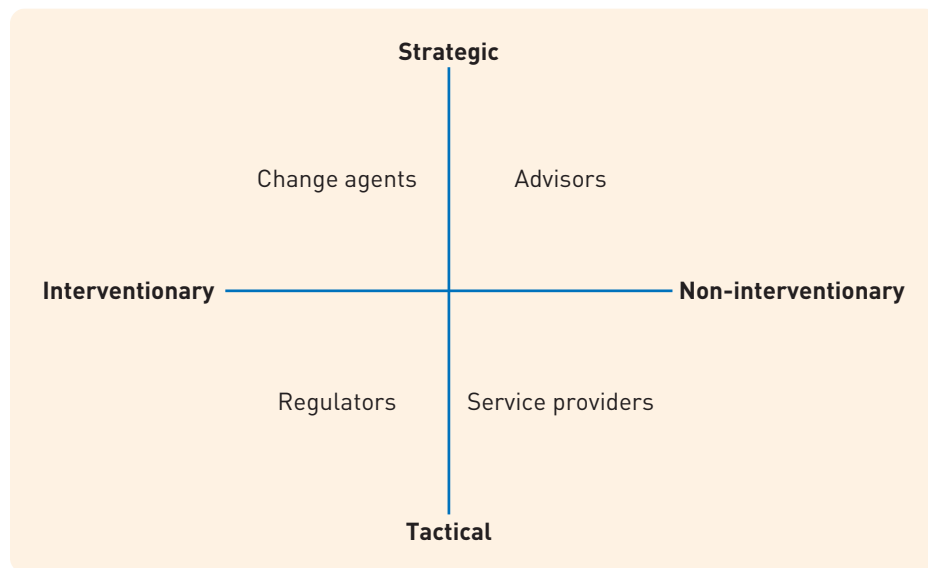 Strategic
Change agents
Advisors
Interventionary
Non-interventionary
Regulators
Service providers
Tactical